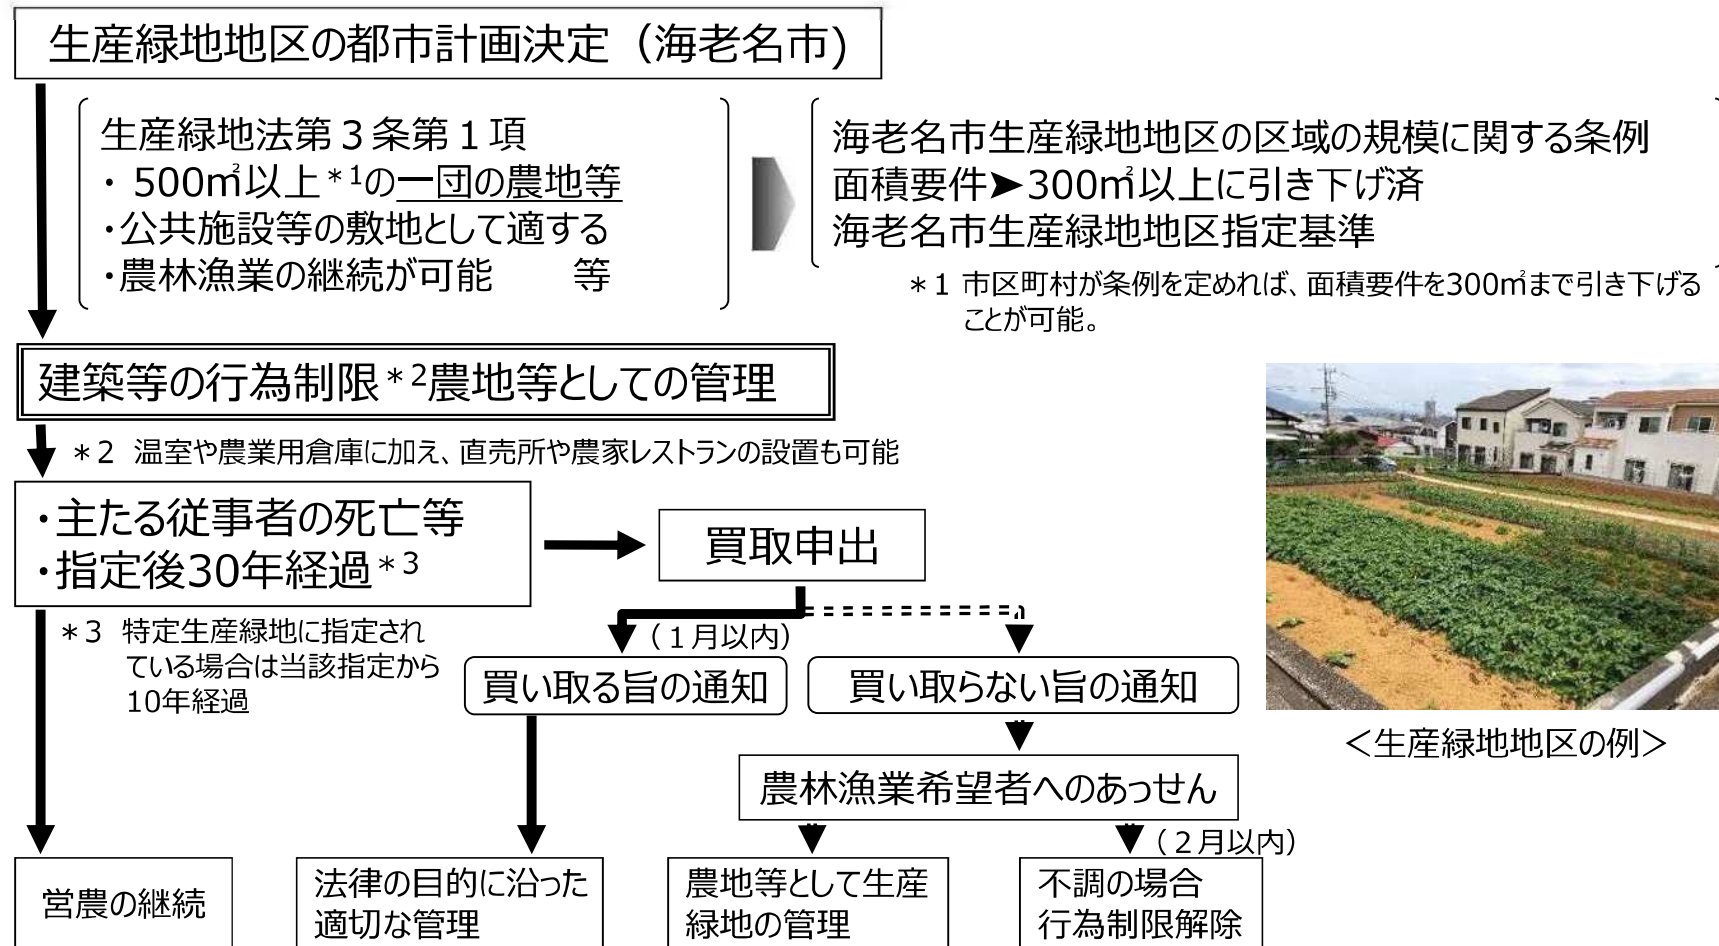 生産緑地地区の都市計画決定（海老名市)
生産緑地法第３条第１項
・ 500㎡以上＊1の一団の農地等
・公共施設等の敷地として適する
・農林漁業の継続が可能　　等
海老名市生産緑地地区の区域の規模に関する条例
面積要件➤300㎡以上に引き下げ済
海老名市生産緑地地区指定基準
＊１ 市区町村が条例を定めれば、面積要件を300㎡まで引き下げる
ことが可能。
建築等の行為制限＊2農地等としての管理
＊２ 温室や農業用倉庫に加え、直売所や農家レストランの設置も可能
・主たる従事者の死亡等
・指定後30年経過＊3
買取申出
＊３ 特定生産緑地に指定され
ている場合は当該指定から
10年経過
（１月以内）
買い取る旨の通知
買い取らない旨の通知
＜生産緑地地区の例＞
農林漁業希望者へのあっせん
（２月以内）
営農の継続
法律の目的に沿った
適切な管理
農地等として生産
緑地の管理
不調の場合
行為制限解除